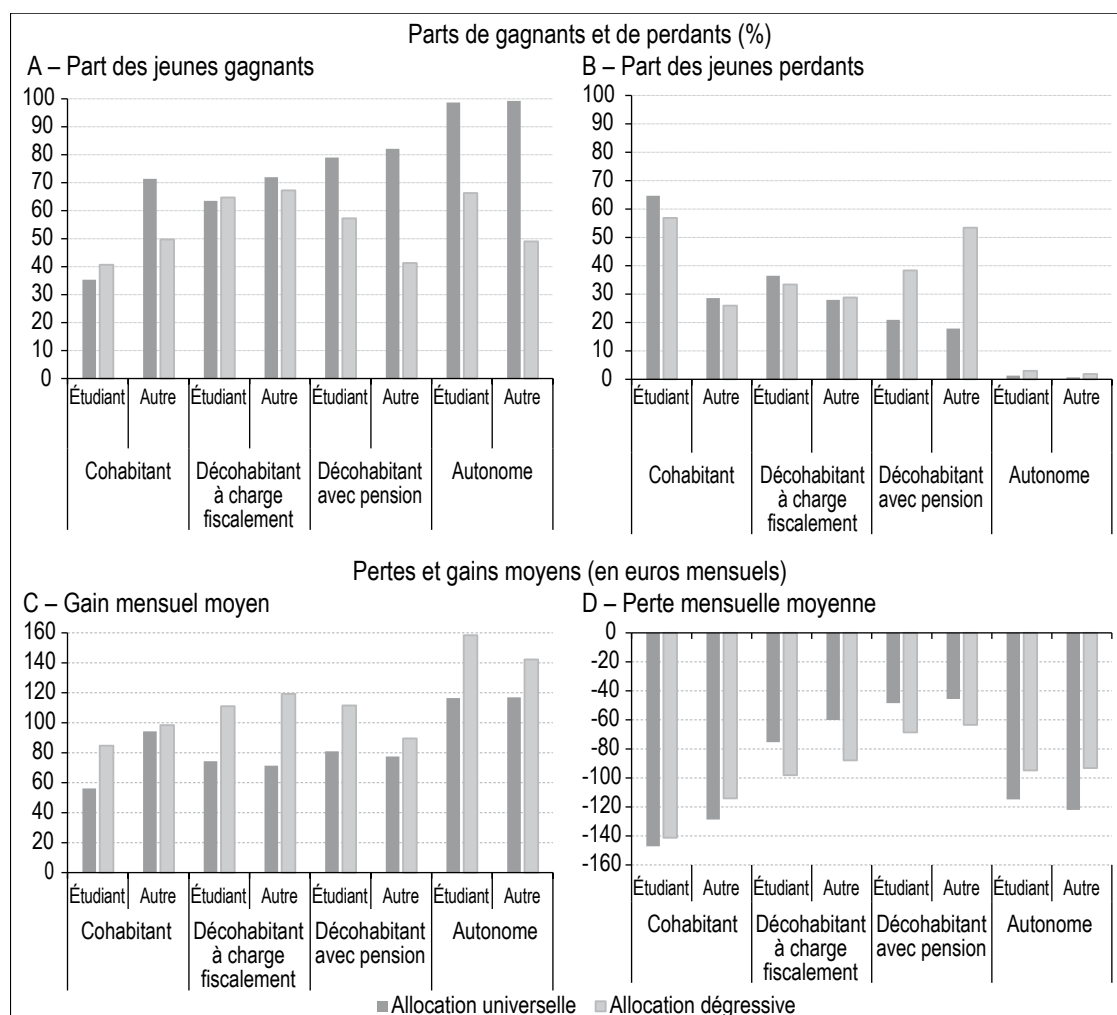 Parts de gagnants et de perdants (%)
A – Part des jeunes gagnants
100
90
80
70
60
50
40
30
20
10
0
Étudiant Autre Étudiant Autre Étudiant Autre Étudiant Autre
Cohabitant Décohabitant Décohabitant Autonome
à charge avec pension
fiscalement
B – Part des jeunes perdants
100
90
80
70
60
50
40
30
20
10
0
Étudiant Autre Étudiant Autre Étudiant Autre Étudiant Autre
Cohabitant Décohabitant Décohabitant Autonome
à charge avec pension
fiscalement
Pertes et gains moyens (en euros mensuels)
C – Gain mensuel moyen
160
140
120
100
80
60
40
20
0
Étudiant Autre Étudiant Autre Étudiant Autre Étudiant Autre
Cohabitant Décohabitant Décohabitant Autonome
à charge avec pension
fiscalement
D – Perte mensuelle moyenne
0
-20
-40
-60
-80
-100
-120
-140
-160
Étudiant Autre Étudiant Autre Étudiant Autre Étudiant Autre
Cohabitant Décohabitant Décohabitant Autonome
à charge avec pension
fiscalement
Allocation universelle Allocation dégressive